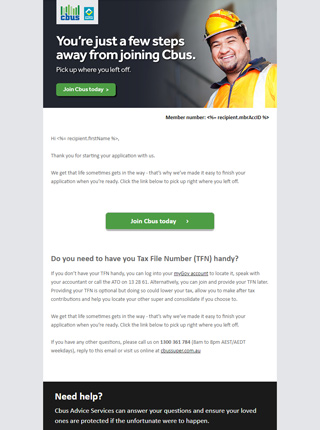 cbus
You're just a few steps
away from joining Cbus.
Pick up where you left off.
Join Cbus today >
Member number: <%= recipient.mbrAccID %>
Hi <%= recipient.firstName %>,
Thank you for starting your application with us.
We get that life sometimes gets in the way - that's why we've made it easy to finish your
application when you're ready. Click the link below to pick up right where you left off.
Join Cbus today >
Do you need to have you Tax File Number (TFN) handy?
If you don't have your TFN handy, you can log into your myGov account to locate it, speak with
your accountant or call the ATO on 13 28 61. Alternatively, you can join and provide your TFN later.
Providing your TFN is optional but doing so could lower your tax, allow you to make after tax
contributions and help you locate your other super and consolidate if you choose to.
We get that life sometimes gets in the way - that's why we've made it easy to finish your
application when you're ready. Click the link below to pick up right where you left off.
If you have any other questions, please call us on 1300 361 784 (8am to 8pm AEST/AEDT
weekdays), reply to this email or visit us online at cbussuper.com.au
Need help?
Cbus Advice Services can answer your questions and ensure your loved
ones are protected if the unfortunate were to happen.